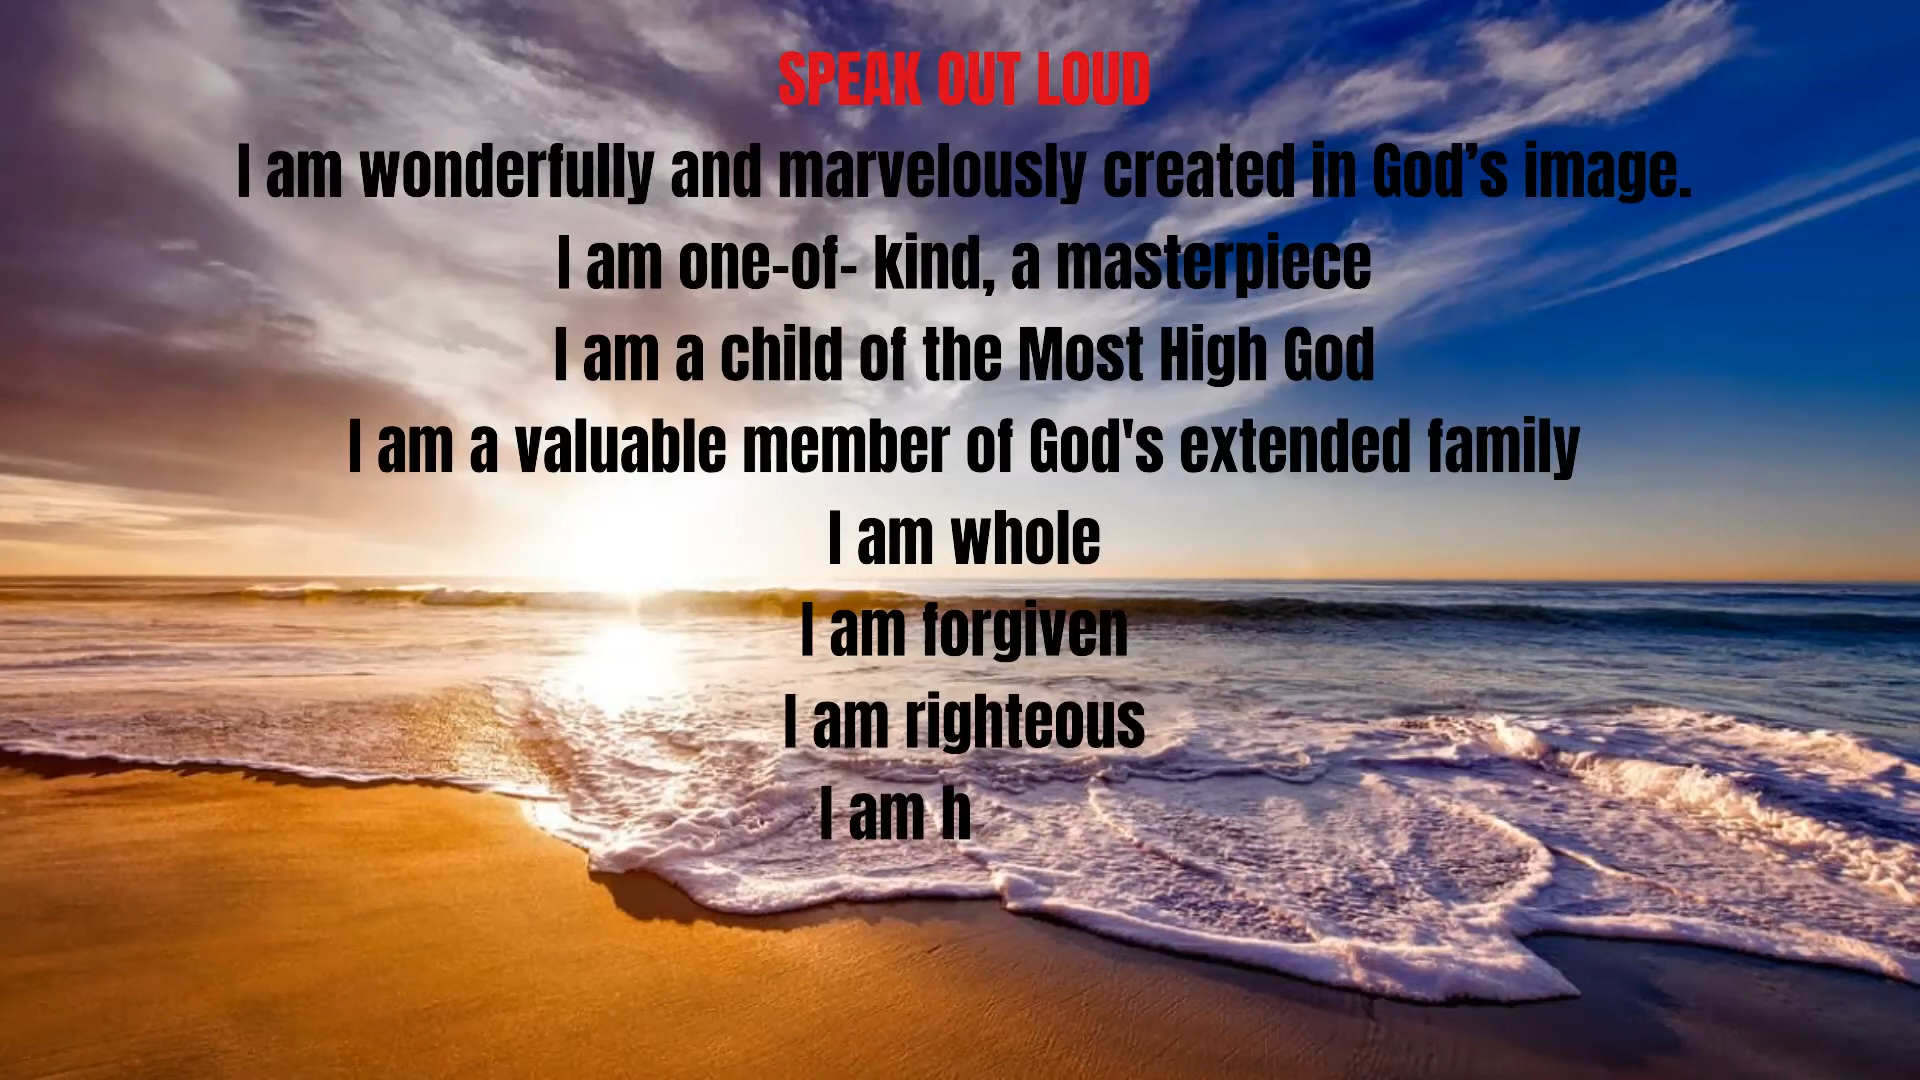 SPEAK OUT LOUD
I am wonderfully and marvelously created in God’s image.
I am one-of- kind, a masterpiece
I am a child of the Most High God
I am a valuable member of God's extended family
I am whole
I am forgiven
I am righteous
I am h